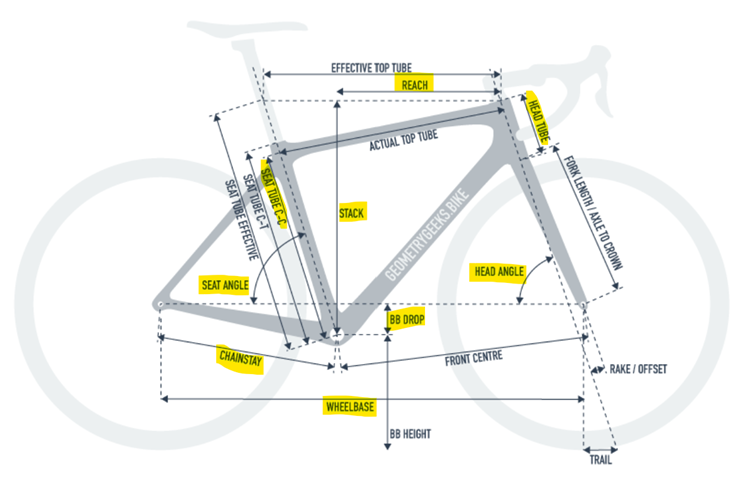 EFFECTIVE TOP TUBE
REACH
HEAD TUBE
ACTUAL TOP TUBE
FORK LENGTH / AXLE TO CROWN
SEAT TUBE C-C
SEAT TUBE C-T
SEAT TUBE EFFECTIVE
STACK
GEOMETRYGEEKS.BIKE
SEAT ANGLE
HEAD ANGLE
BB DROP
CHAINSTAY
FRONT CENTRE
RAKE / OFFSET
WHEELBASE
BB HEIGHT
TRAIL